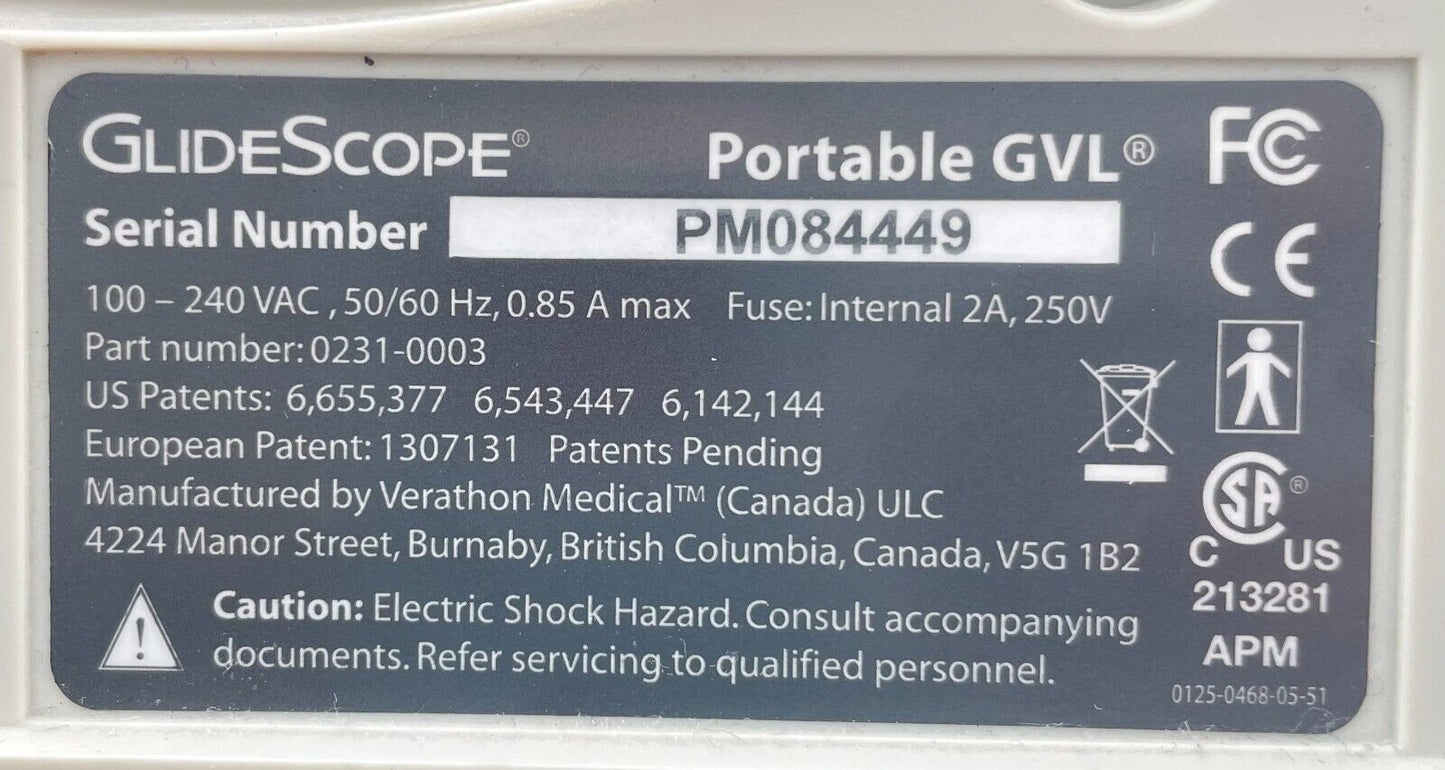 GLIDESCOPE® Portable GVL® FC
Serial Number PM084449
CE
100 – 240 VAC , 50/60 Hz, 0.85 A max Fuse: Internal 2A, 250V
Part number: 0231-0003
US Patents: 6,655,377 6,543,447 6,142,144
European Patent: 1307131 Patents Pending
Manufactured by Verathon Medical™ (Canada) ULC
4224 Manor Street, Burnaby, British Columbia, Canada, V5G 1B2
SA®
C US
213281
Caution: Electric Shock Hazard. Consult accompanying
documents. Refer servicing to qualified personnel.
APM
0125-0468-05-51